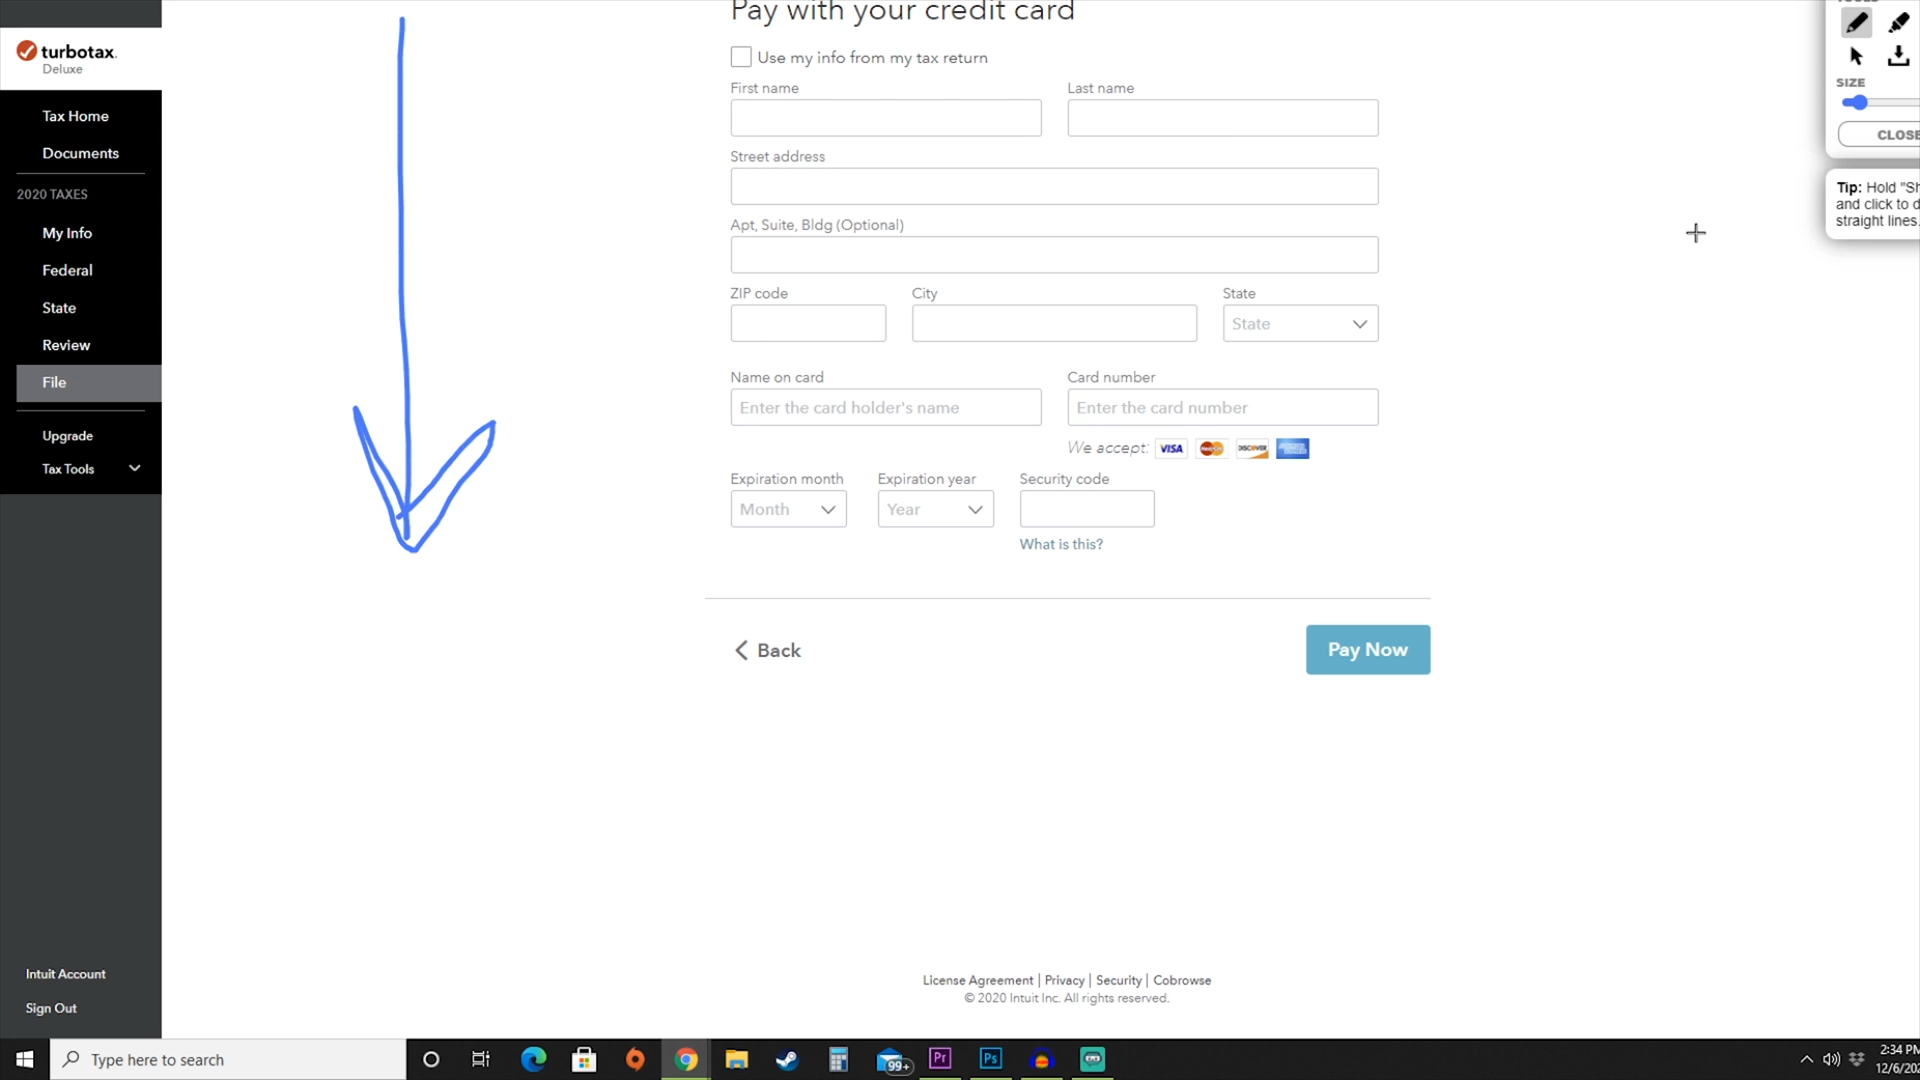 Pay with your credit card
turbotax.
Deluxe
Tax Home
Documents
2020 TAXES
My Info
Federal
State
Review
File
Upgrade
Tax Tools
Intuit Account
Sign Out
Use my info from my tax return
First name
Last name
Street address
Apt, Suite, Bldg (Optional)
ZIP code
City
State
State
Name on card
Card number
Enter the card holder's name
Enter the card number
We accept: VISA MasterCard DISCOVER
Expiration month
Expiration year
Security code
Month
Year
What is this?
Back
Pay Now
License Agreement | Privacy | Security | Cobrowse
© 2020 Intuit Inc. All rights reserved.
SIZE
CLOSE
Tip: Hold "Sh
and click to d
straight lines.
Type here to search
99+
Pr
Ps
2:34 PM
12/6/202